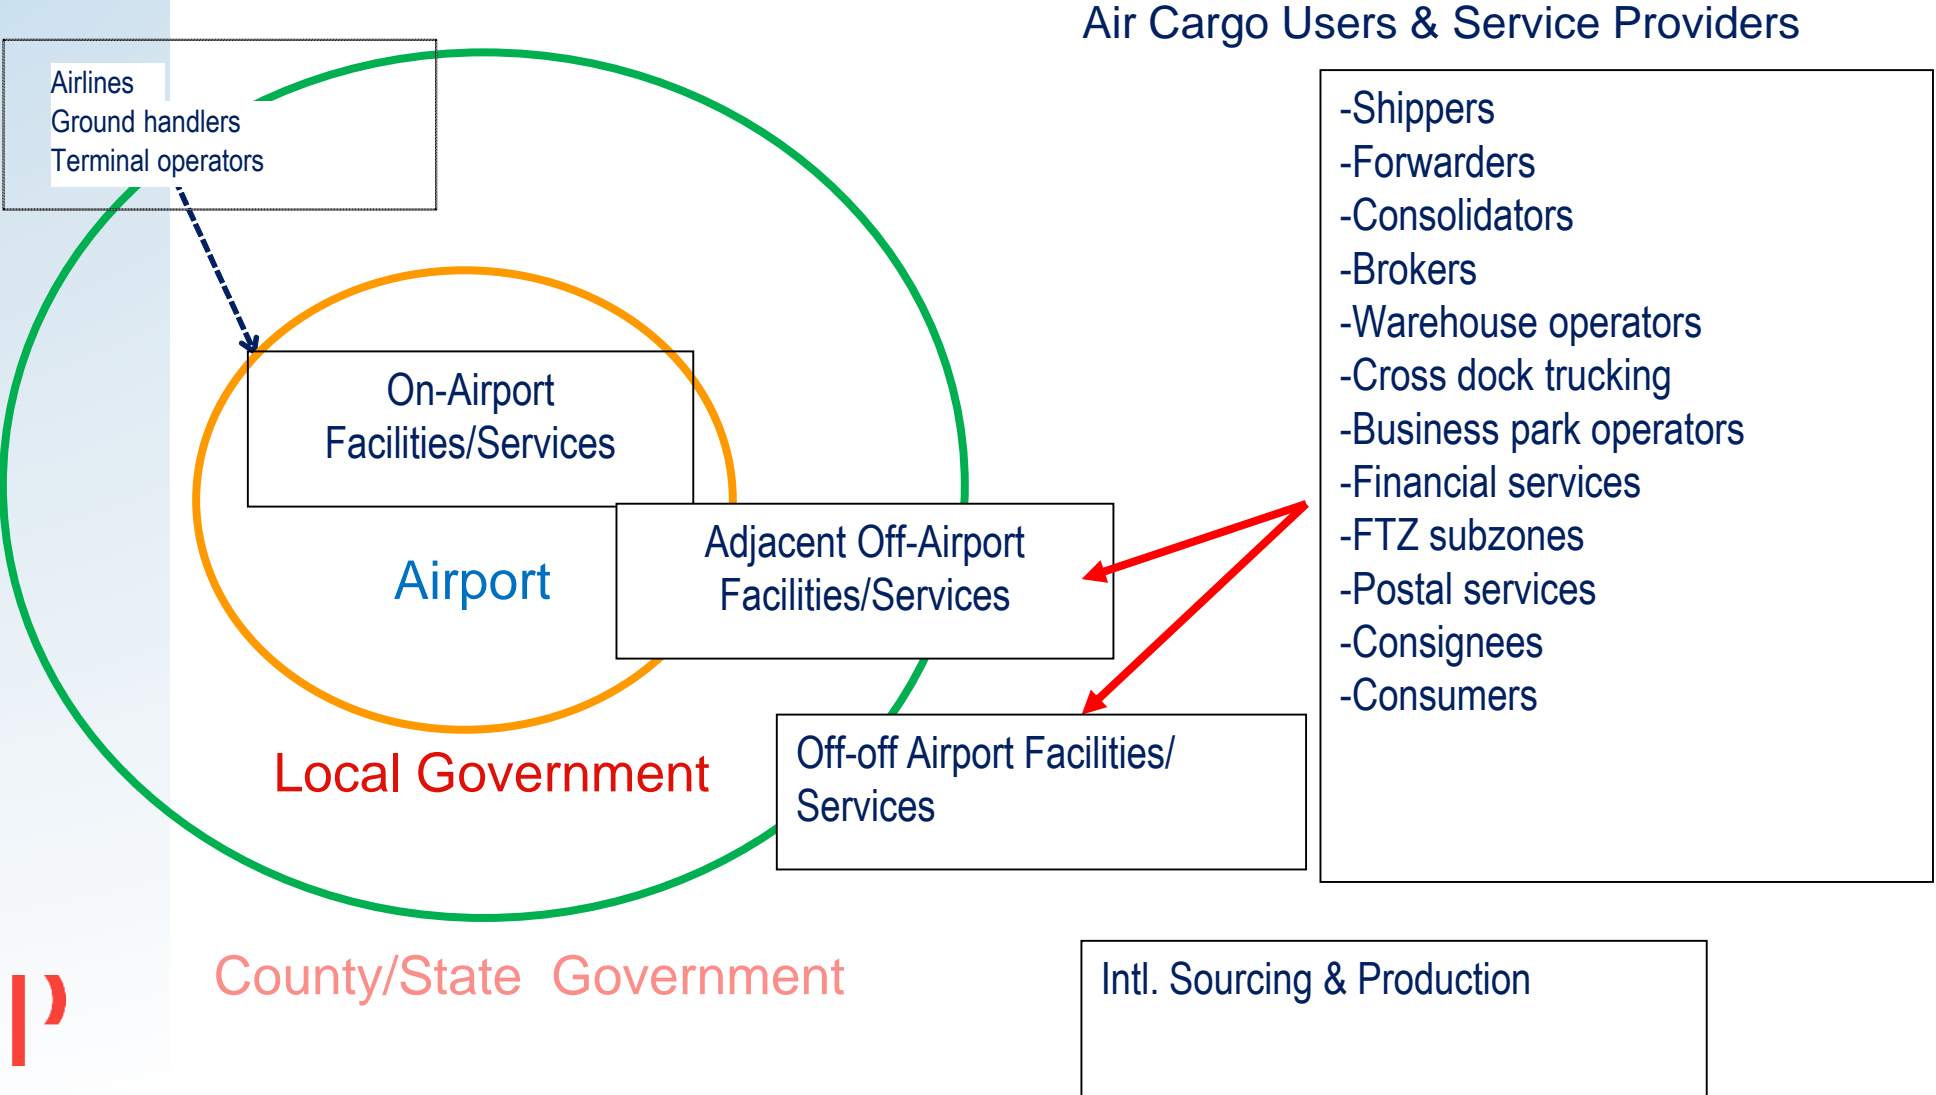 Air Cargo Users & Service Providers
Airlines
Ground handlers
Terminal operators
-Shippers
-Forwarders
-Consolidators
-Brokers
-Warehouse operators
-Cross dock trucking
-Business park operators
-Financial services
-FTZ subzones
-Postal services
-Consignees
-Consumers
On-Airport
Facilities/Services
Adjacent Off-Airport
Facilities/Services
Airport
Off-off Airport Facilities/
Services
Local Government
County/State  Government
Intl. Sourcing & Production